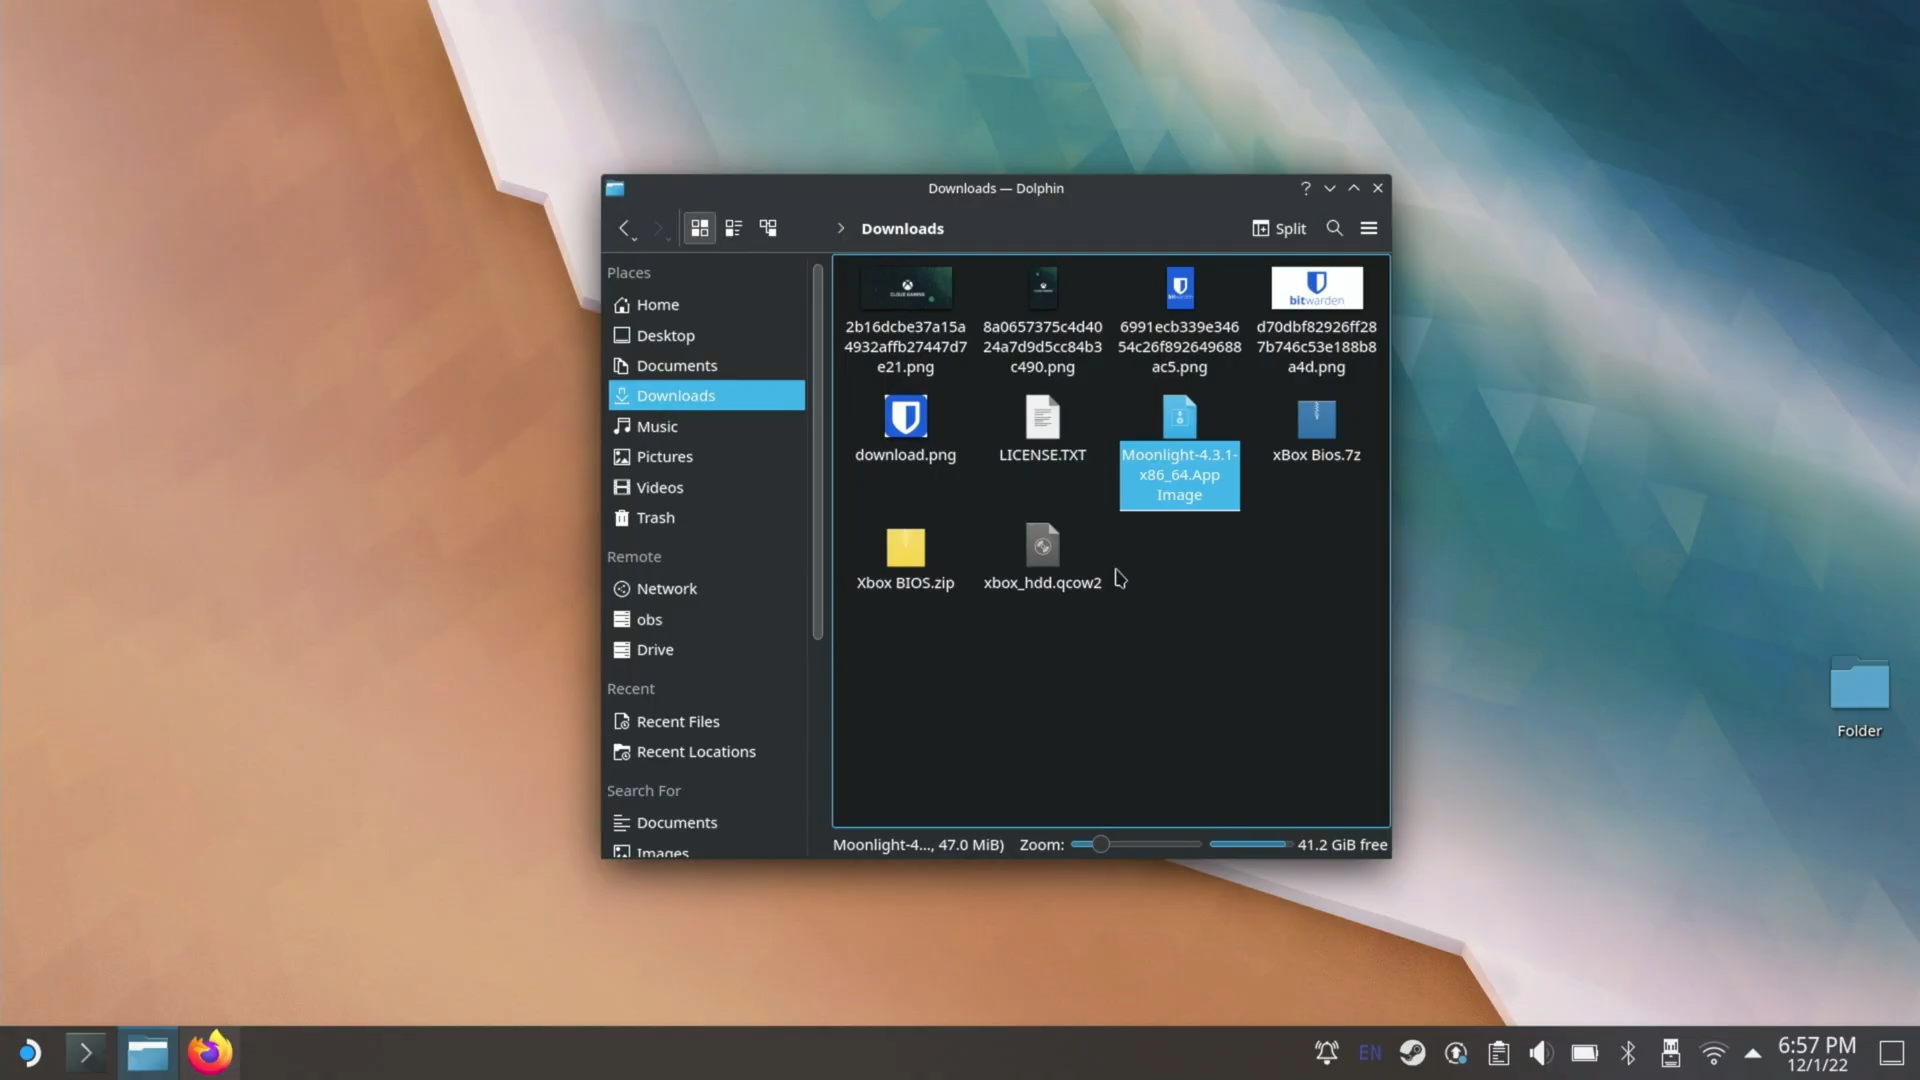 Downloads — Dolphin
Downloads
Split
Places
Home
Desktop
Documents
Downloads
Music
Pictures
Videos
Trash
Remote
Network
obs
Drive
Recent
Recent Files
Recent Locations
Search For
Documents
Images
CLOUD GAMING
bitwarden
2b16dcbe37a15a
4932affb27447d7
e21.png
8a0657375c4d40
24a7d9d5cc84b3
c490.png
6991ecb339e346
54c26f892649688
ac5.png
d70dbf82926ff28
7b746c53e188b8
a4d.png
download.png
LICENSE.TXT
Moonlight-4.3.1-
x86_64.App
Image
xBox Bios.7z
Xbox BIOS.zip
xbox_hdd.qcow2
Moonlight-4..., 47.0 MiB)
Zoom:
41.2 GiB free
Folder
EN
6:57 PM
12/1/22